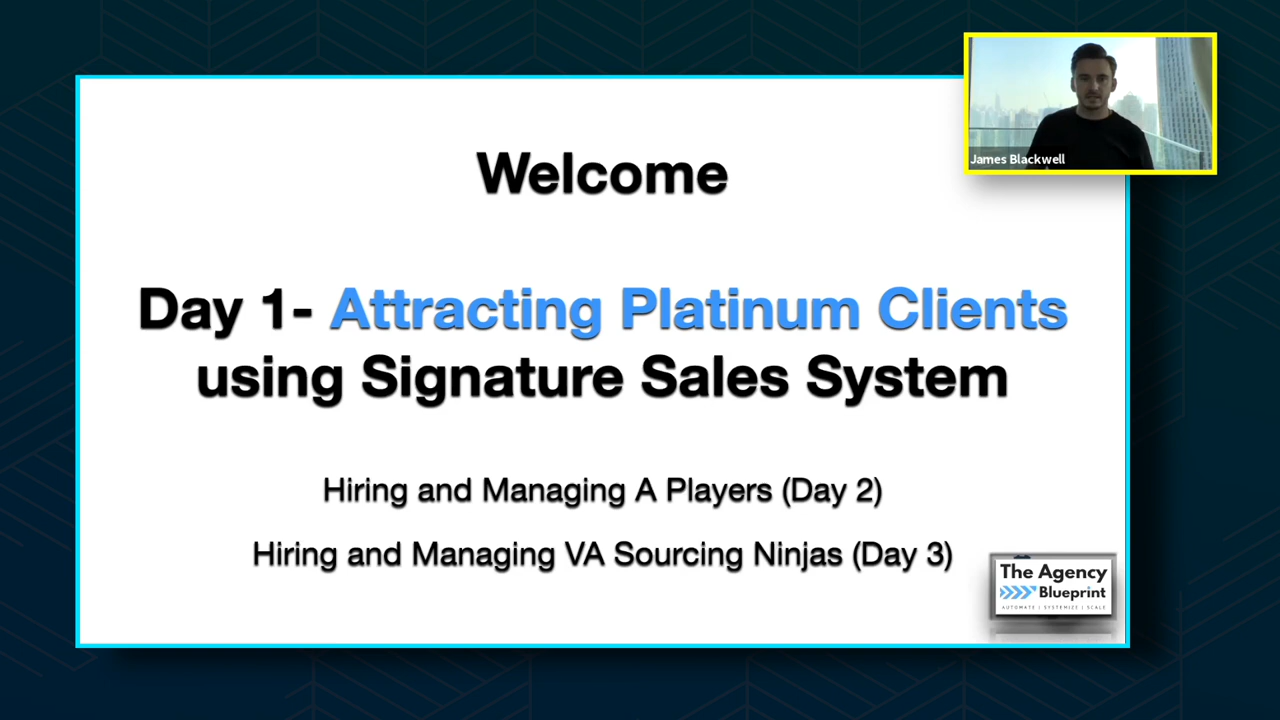 James Blackwell
Welcome
Day 1- Attracting Platinum Clients
using Signature Sales System
Hiring and Managing A Players (Day 2)
Hiring and Managing VA Sourcing Ninjas (Day 3)
The Agency
Blueprint
AUTOMATE | SYSTEMIZE | SCALE